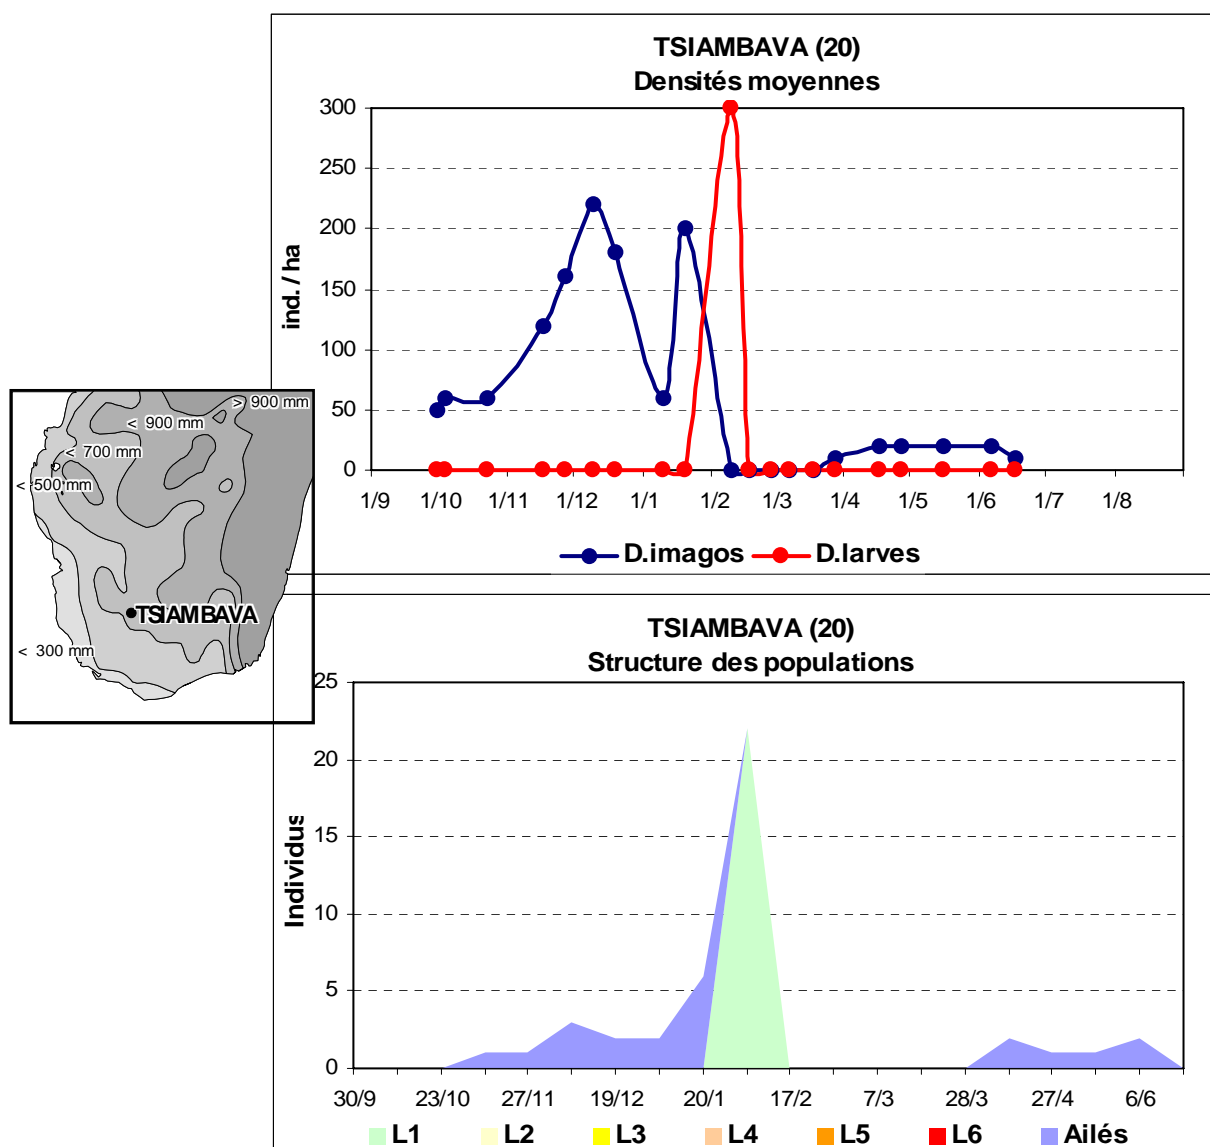 TSIAMBAVA (20)
Densités moyennes
300
250
200
150
100
50
0
ind. / ha
1/9 1/10 1/11 1/12 1/1 1/2 1/3 1/4 1/5 1/6 1/7 1/8
D.imagos D.larves
> 900 mm
< 900 mm
< 700 mm
< 500 mm
TSIAMBAVA
< 300 mm
TSIAMBAVA (20)
Structure des populations
25
20
15
10
5
0
Individus
30/9 23/10 27/11 19/12 20/1 17/2 7/3 28/3 27/4 6/6
L1 L2 L3 L4 L5 L6 Ailés